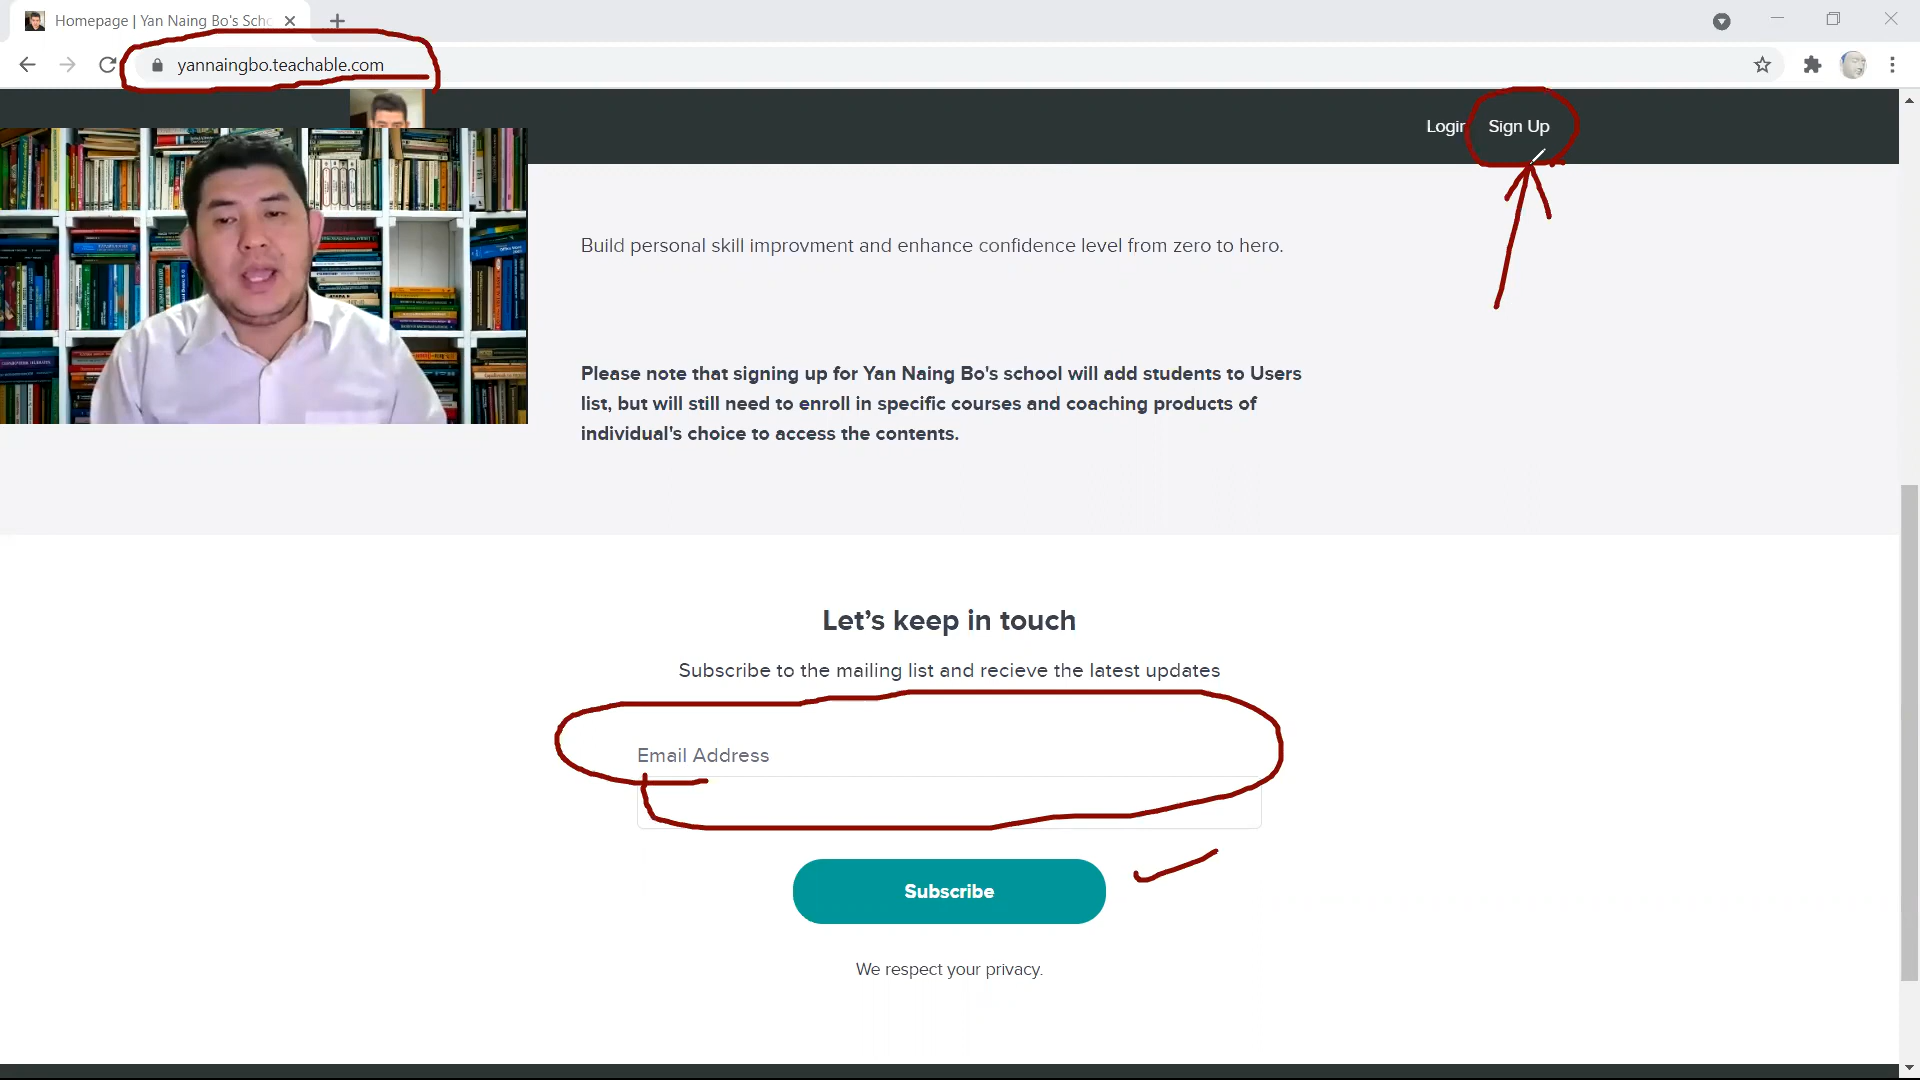 Homepage | Yan Naing Bo's Scho
yannaingbo.teachable.com
Login Sign Up
Build personal skill improvment and enhance confidence level from zero to hero.
Please note that signing up for Yan Naing Bo's school will add students to Users
list, but will still need to enroll in specific courses and coaching products of
individual's choice to access the contents.
Let's keep in touch
Subscribe to the mailing list and recieve the latest updates
Email Address
Subscribe
We respect your privacy.